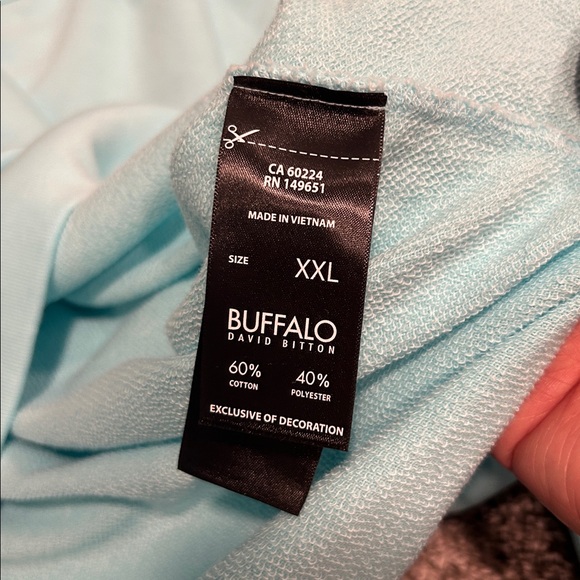 CA 60224
RN 149651
MADE IN VIETNAM
SIZE XXL
BUFFALO
DAVID BITTON
60% 40%
COTTON POLYESTER
EXCLUSIVE OF DECORATION